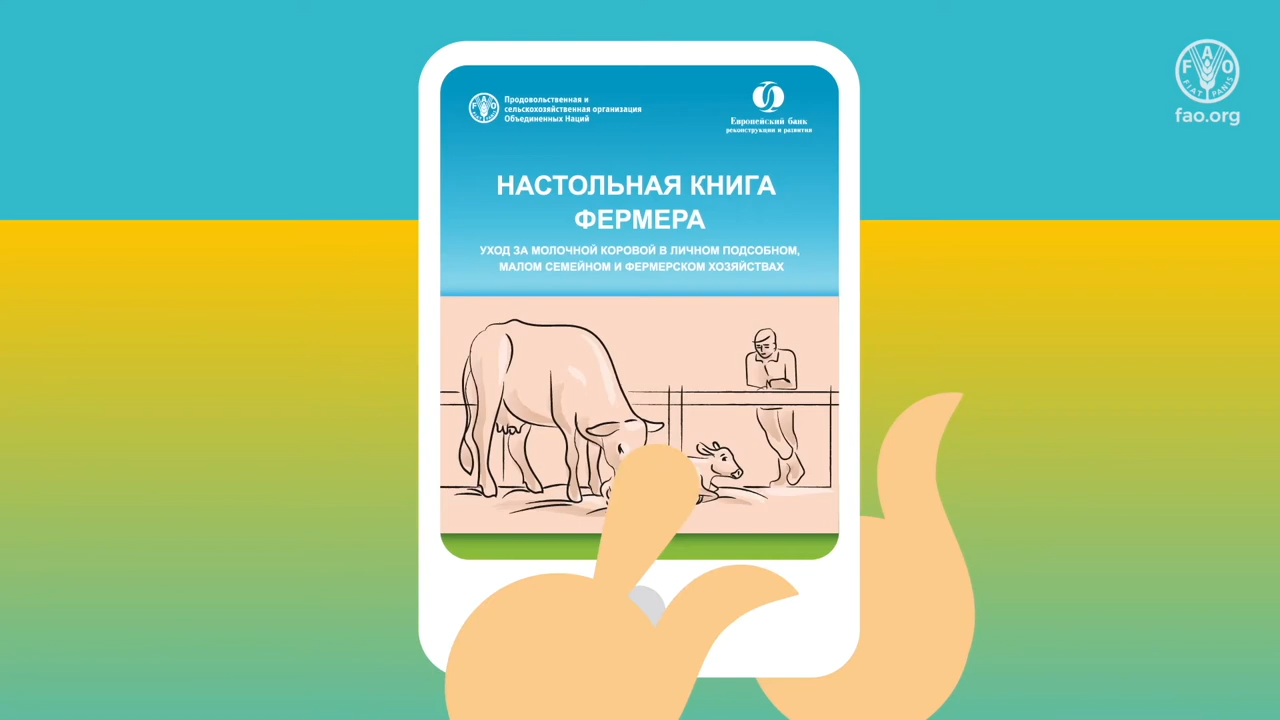 Продовольственная и
сельскохозяйственная организация
Объединенных Наций
Европейский банк
реконструкции и развития
НАСТОЛЬНАЯ КНИГА
ФЕРМЕРА
УХОД ЗА МОЛОЧНОЙ КОРОВОЙ В ЛИЧНОМ ПОДСОБНОМ,
МАЛОМ СЕМЕЙНОМ И ФЕРМЕРСКОМ ХОЗЯЙСТВАХ
F A O
FIAT PANIS
fao.org